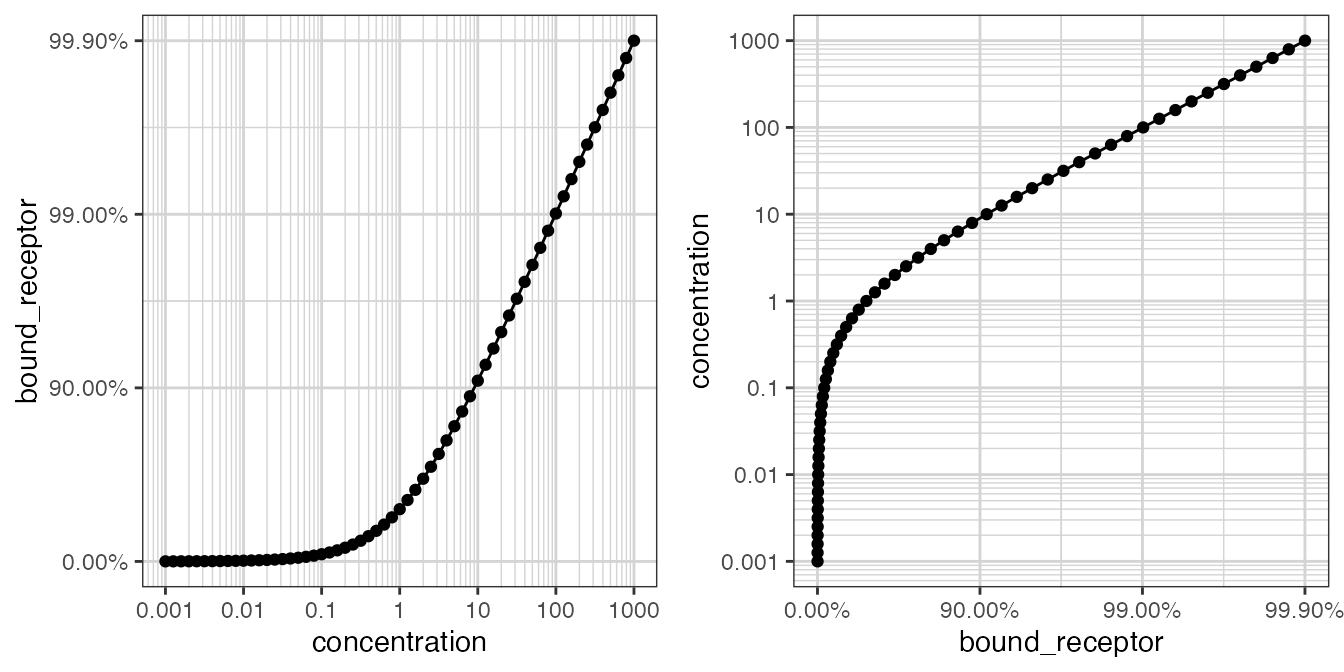 bound_receptor
99.90%
99.00%
90.00%
0.00%
0.001 0.01 0.1 1 10 100 1000
concentration
concentration
1000
100
10
1
0.1
0.01
0.001
0.00% 90.00% 99.00% 99.90%
bound_receptor